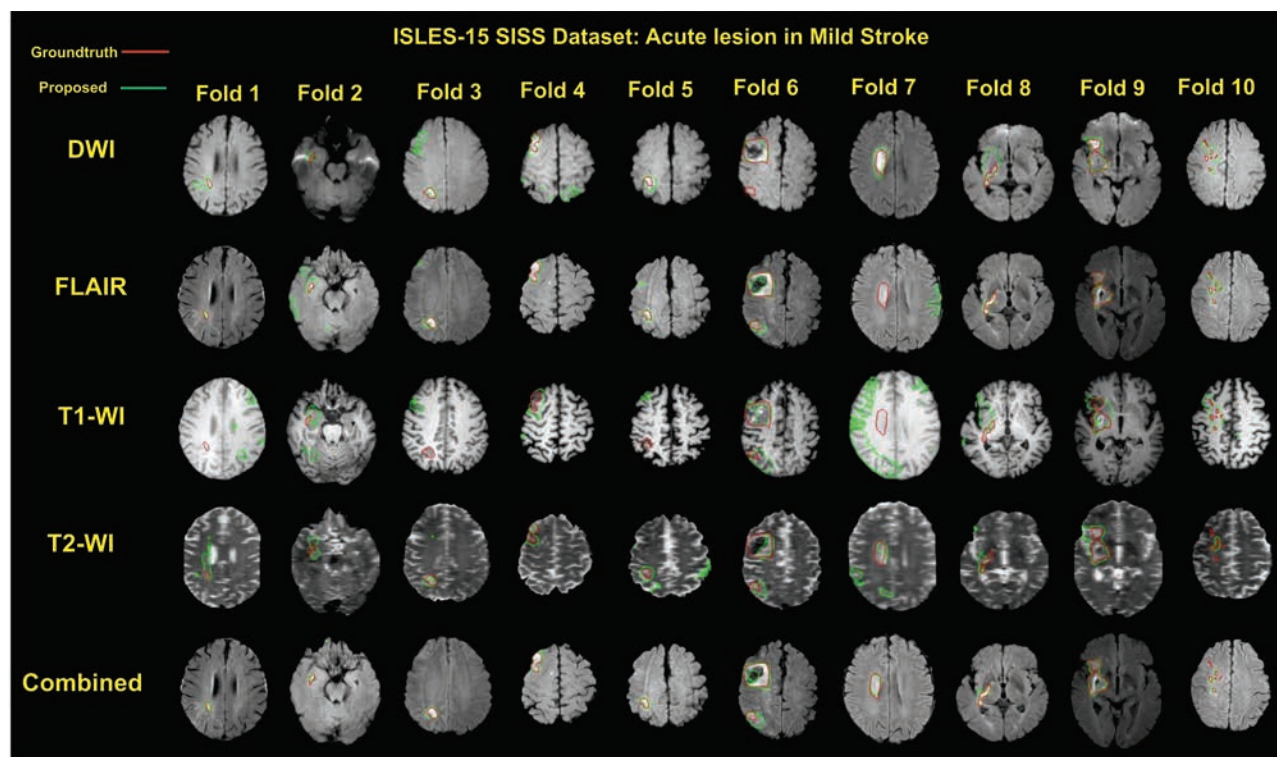 ISLES-15 SISS Dataset: Acute lesion in Mild Stroke
Groundtruth
Proposed
Fold 1 Fold 2 Fold 3 Fold 4 Fold 5 Fold 6 Fold 7 Fold 8 Fold 9 Fold 10
DWI
FLAIR
T1-WI
T2-WI
Combined